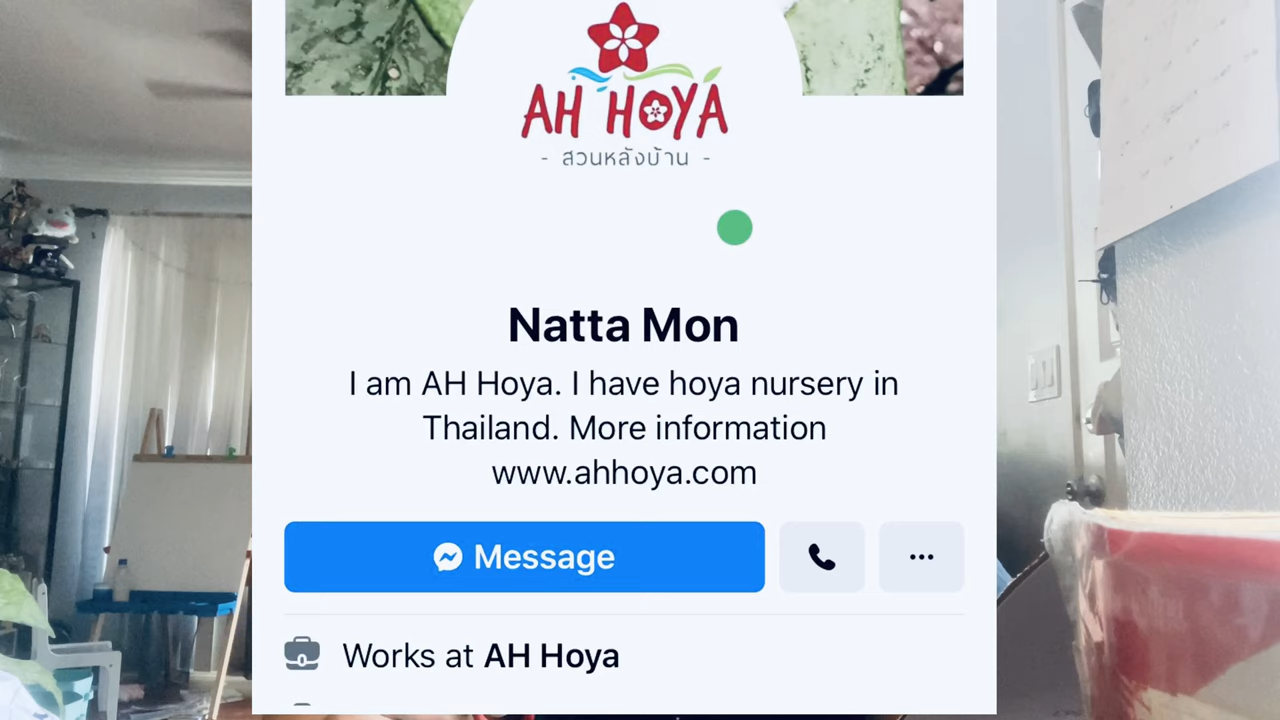 AH HOYA
- สวนหลังบ้าน -
Natta Mon
I am AH Hoya. I have hoya nursery in
Thailand. More information
www.ahhoya.com
Message
Works at AH Hoya